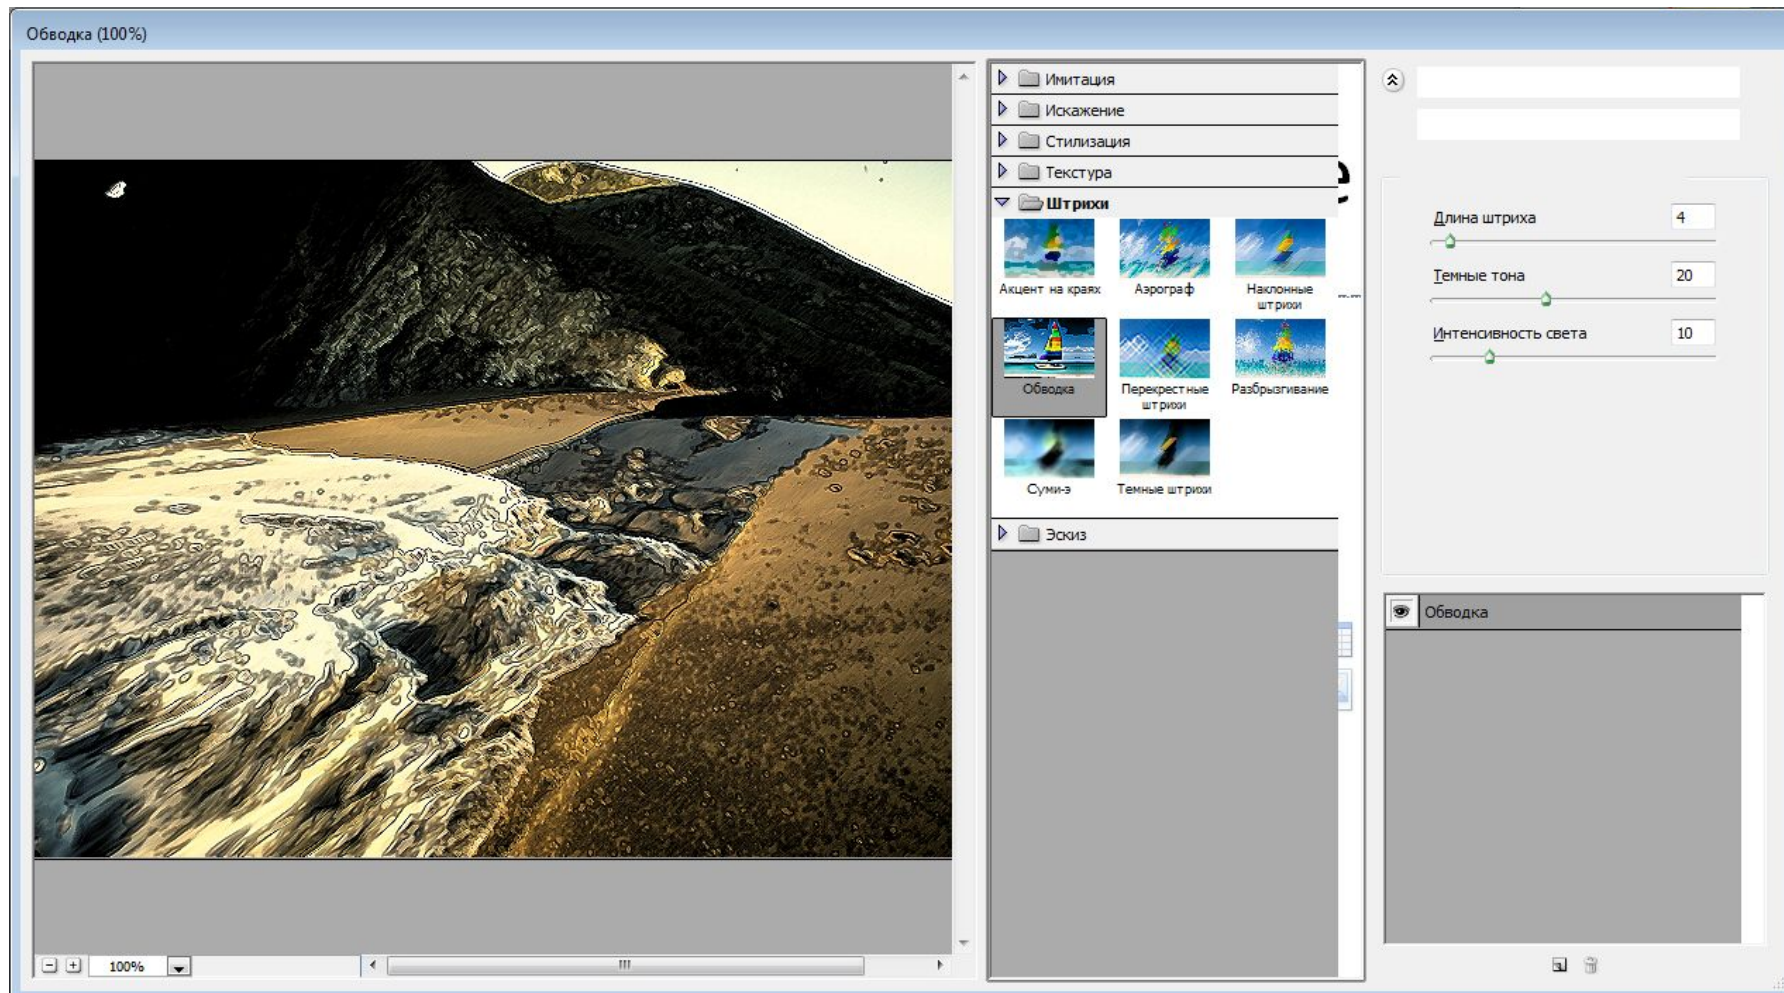 Обводка (100%)
Имитация
Искажение
Стилизация
Текстура
Штрихи
Акцент на краях
Аэрограф
Наклонные
штрихи
Обводка
Перекрестные
штрихи
Разбрызгивание
Суми-э
Темные штрихи
Эскиз
е
Длина штриха 4
Темные тона 20
Интенсивность света 10
Обводка
100%